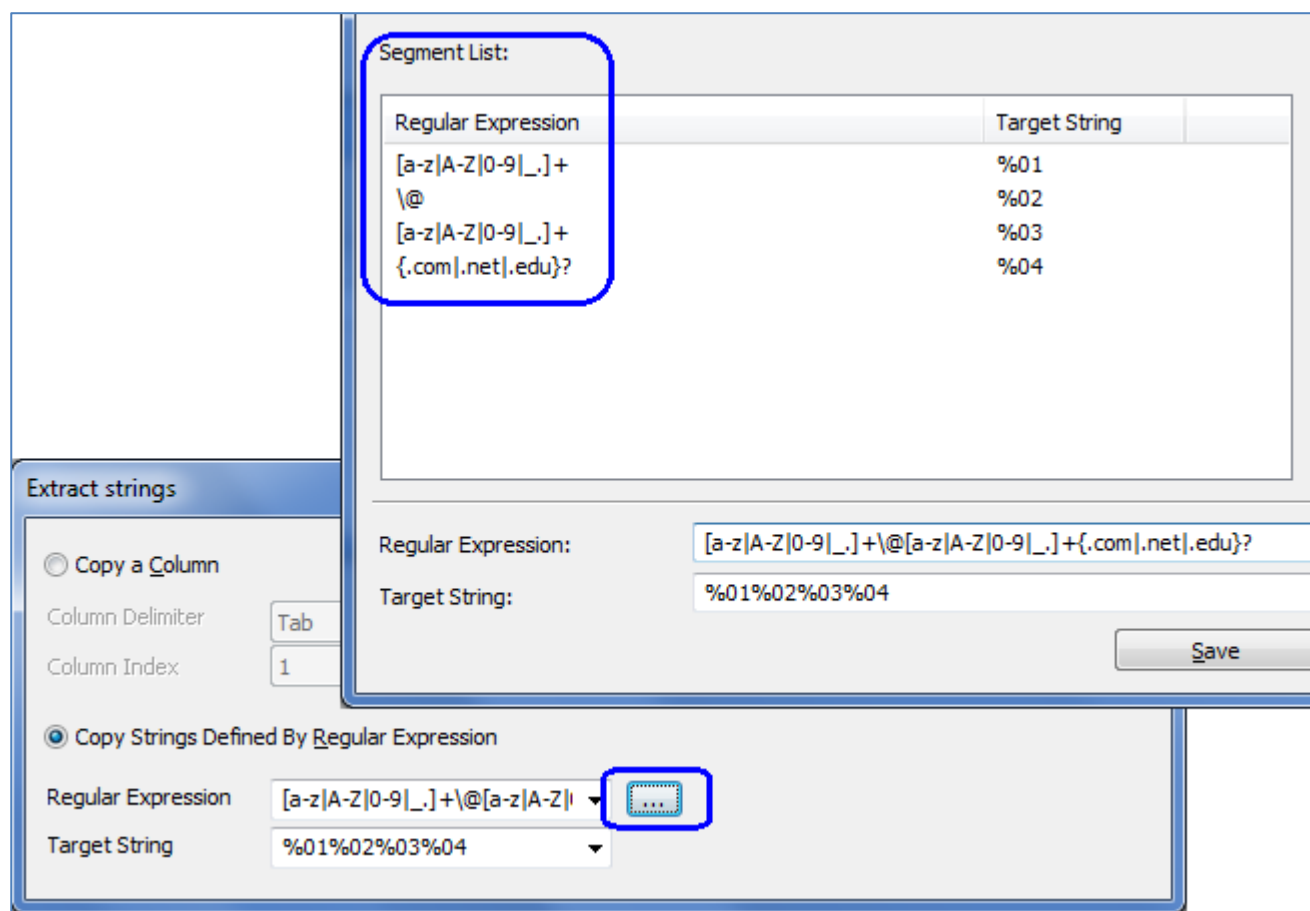 Segment List:
Regular Expression Target String
[a-z|A-Z|0-9|_.]+ %01
\@ %02
[a-z|A-Z|0-9|_.]+ %03
{.com|.net|.edu}? %04
Regular Expression: [a-z|A-Z|0-9|_.]+\@[a-z|A-Z|0-9|_.]+{.com|.net|.edu}?
Target String: %01%02%03%04
Save
Extract strings
Copy a Column
Column Delimiter Tab
Column Index 1
Copy Strings Defined By Regular Expression
Regular Expression [a-z|A-Z|0-9|_.]+\@[a-z|A-Z|( ...
Target String %01%02%03%04